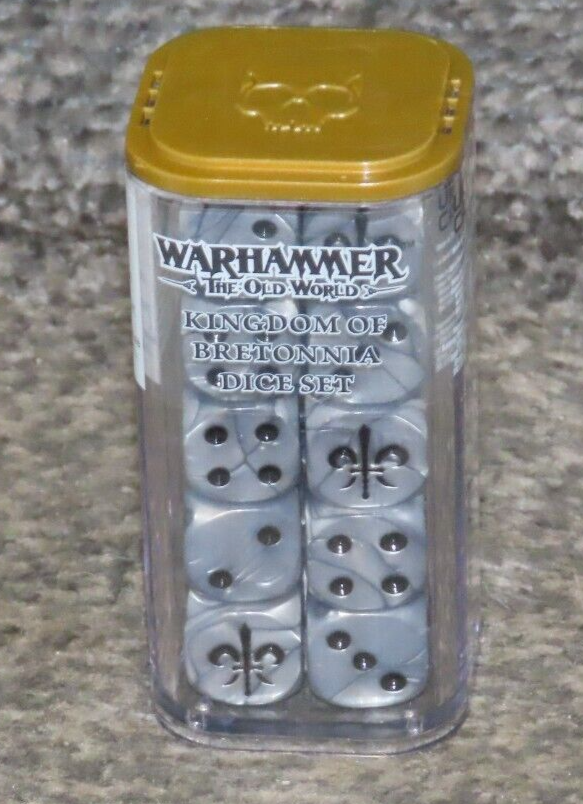 WARHAMMER
THE OLD WORLD
KINGDOM OF
BRETONNIA
DICE SET